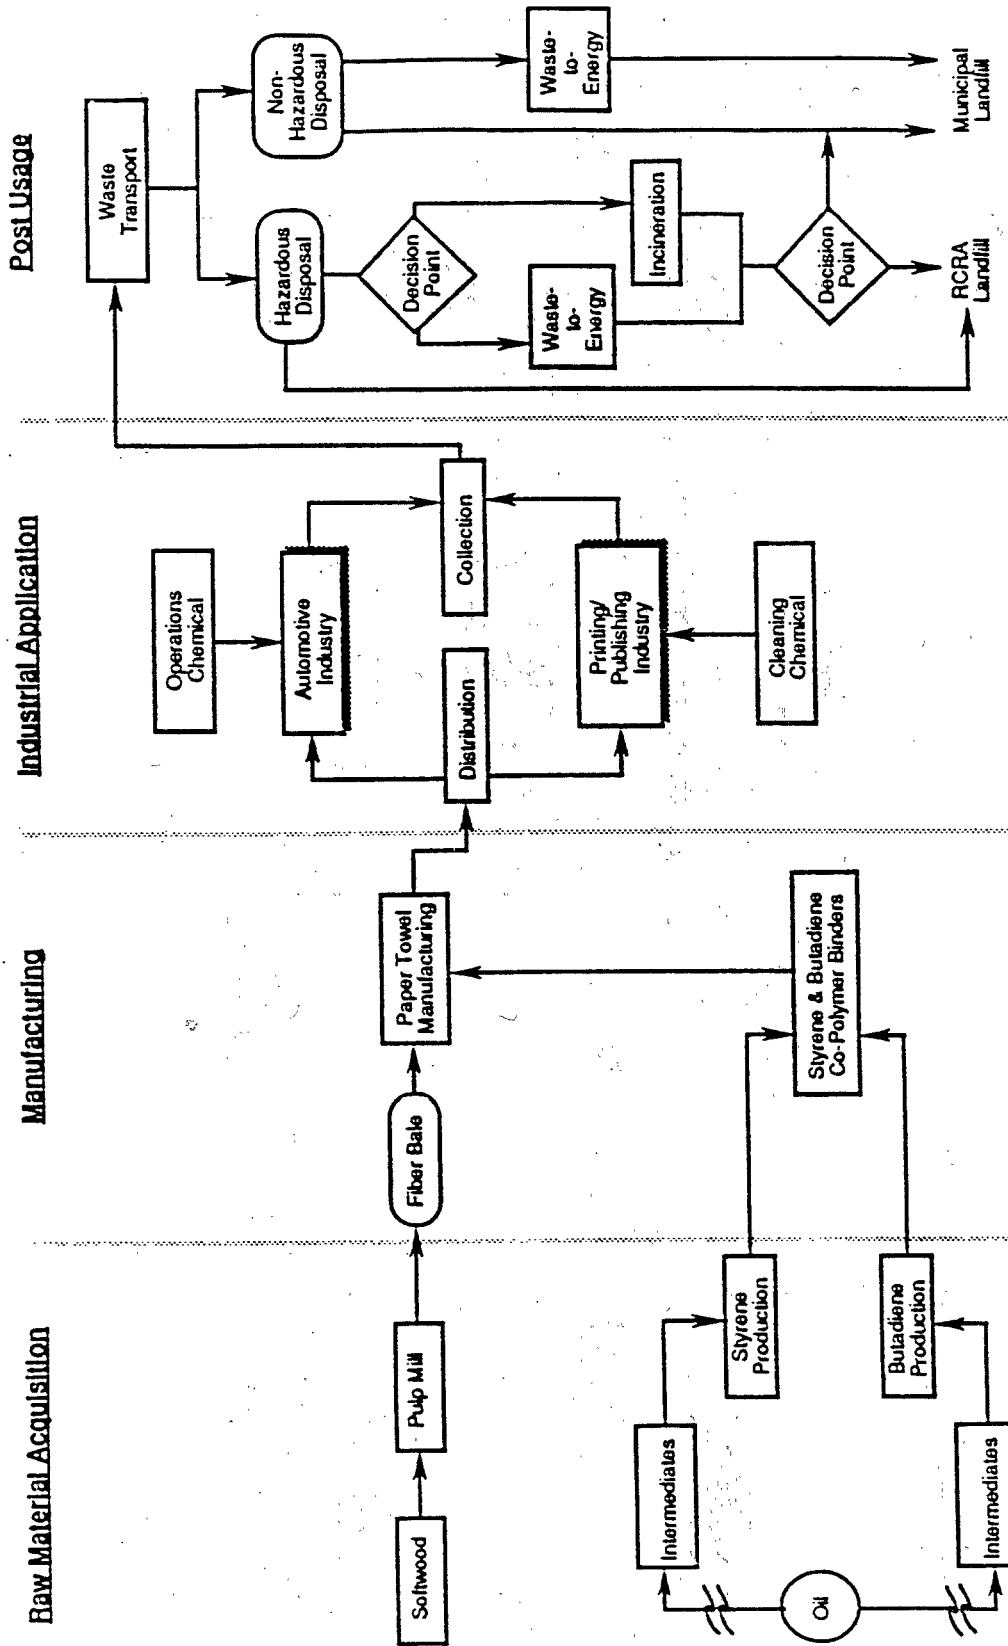 Raw Material Acquisition
Manufacturing
Industrial Application
Post Usage
Softwood
Pulp Mill
Fiber Bale
Paper Towel
Manufacturing
Oil
Intermediates
Intermediates
Styrene
Production
Butadiene
Production
Styrene & Butadiene
Co-Polymer Binders
Distribution
Operations
Chemical
Automotive
Industry
Printing/
Publishing
Industry
Cleaning
Chemical
Collection
Waste
Transport
Hazardous
Disposal
Non-
Hazardous
Disposal
Decision
Point
Waste-
to-
Energy
Incineration
Waste-
to-
Energy
Decision
Point
RCRA
Landfill
Municipal
Landfill